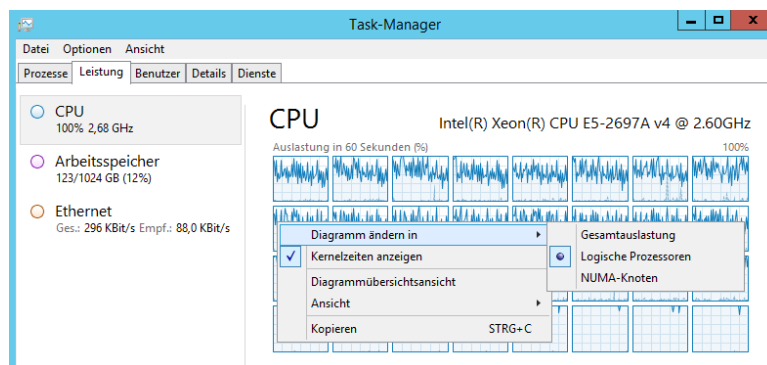 Task-Manager
Datei Optionen Ansicht
Prozesse Leistung Benutzer Details Dienste
CPU
100% 2,68 GHz
Arbeitsspeicher
123/1024 GB (12%)
Ethernet
Ges.: 296 KBit/s Empf.: 88,0 KBit/s
CPU Intel(R) Xeon(R) CPU E5-2697A v4 @ 2.60GHz
Auslastung in 60 Sekunden (%) 100%
Diagramm ändern in
Kernelzeiten anzeigen
Diagrammübersichtsansicht
Ansicht
Kopieren STRG+C
Gesamtauslastung
Logische Prozessoren
NUMA-Knoten